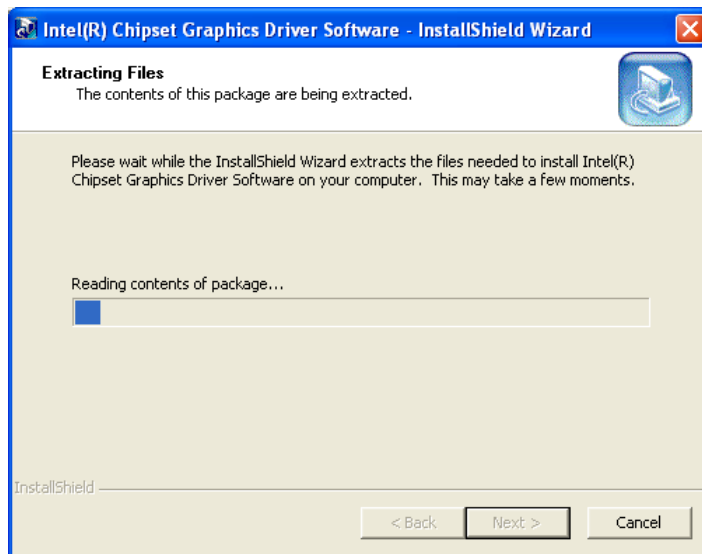 Intel(R) Chipset Graphics Driver Software - InstallShield Wizard
Extracting Files
The contents of this package are being extracted.
Please wait while the InstallShield Wizard extracts the files needed to install Intel(R)
Chipset Graphics Driver Software on your computer.  This may take a few moments.
Reading contents of package...
InstallShield
< Back
Next >
Cancel